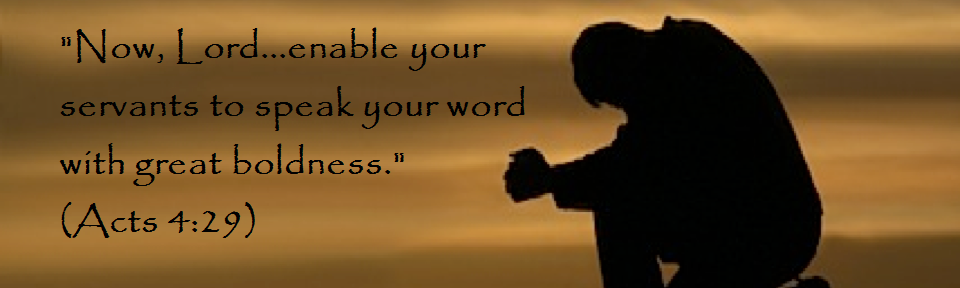 "Now, Lord...enable your
servants to speak your word
with great boldness."
(Acts 4:29)